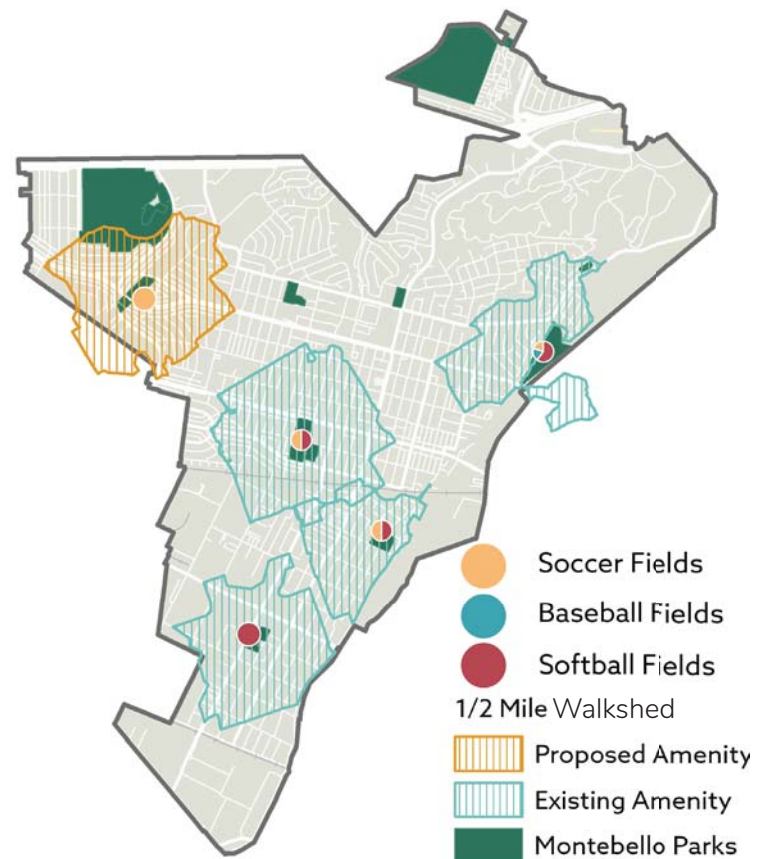 Soccer Fields
Baseball Fields
Softball Fields
1/2 Mile Walkshed
Proposed Amenity
Existing Amenity
Montebello Parks